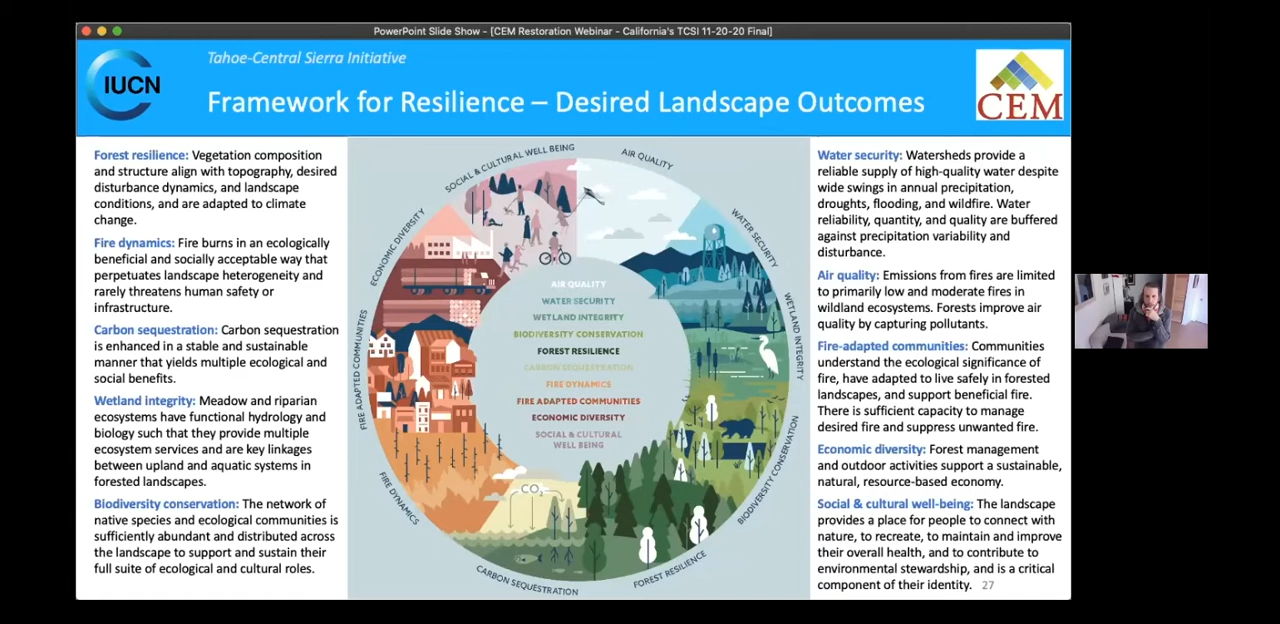 PowerPoint Slide Show - [CEM Restoration Webinar - California's TCSI 11-20-20 Final]
IUCN
Tahoe-Central Sierra Initiative
Framework for Resilience – Desired Landscape Outcomes
CEM
Forest resilience: Vegetation composition
and structure align with topography, desired
disturbance dynamics, and landscape
conditions, and are adapted to climate
change.
Fire dynamics: Fire burns in an ecologically
beneficial and socially acceptable way that
perpetuates landscape heterogeneity and
rarely threatens human safety or
infrastructure.
Carbon sequestration: Carbon sequestration
is enhanced in a stable and sustainable
manner that yields multiple ecological and
social benefits.
Wetland integrity: Meadow and riparian
ecosystems have functional hydrology and
biology such that they provide multiple
ecosystem services and are key linkages
between upland and aquatic systems in
forested landscapes.
Biodiversity conservation: The network of
native species and ecological communities is
sufficiently abundant and distributed across
the landscape to support and sustain their
full suite of ecological and cultural roles.
SOCIAL & CULTURAL WELL BEING
AIR QUALITY
WATER SECURITY
WETLAND INTEGRITY
BIODIVERSITY CONSERVATION
FOREST RESILIENCE
CARBON SEQUESTRATION
FIRE DYNAMICS
FIRE ADAPTED COMMUNITIES
ECONOMIC DIVERSITY
AIR QUALITY
WATER SECURITY
WETLAND INTEGRITY
BIODIVERSITY CONSERVATION
FOREST RESILIENCE
CARBON SEQUESTRATION
FIRE DYNAMICS
FIRE ADAPTED COMMUNITIES
ECONOMIC DIVERSITY
SOCIAL & CULTURAL
WELL BEING
CO2
Water security: Watersheds provide a
reliable supply of high-quality water despite
wide swings in annual precipitation,
droughts, flooding, and wildfire. Water
reliability, quantity, and quality are buffered
against precipitation variability and
disturbance.
Air quality: Emissions from fires are limited
to primarily low and moderate fires in
wildland ecosystems. Forests improve air
quality by capturing pollutants.
Fire-adapted communities: Communities
understand the ecological significance of
fire, have adapted to live safely in forested
landscapes, and support beneficial fire.
There is sufficient capacity to manage
desired fire and suppress unwanted fire.
Economic diversity: Forest management
and outdoor activities support a sustainable,
natural, resource-based economy.
Social & cultural well-being: The landscape
provides a place for people to connect with
nature, to recreate, to maintain and improve
their overall health, and to contribute to
environmental stewardship, and is a critical
component of their identity. 27